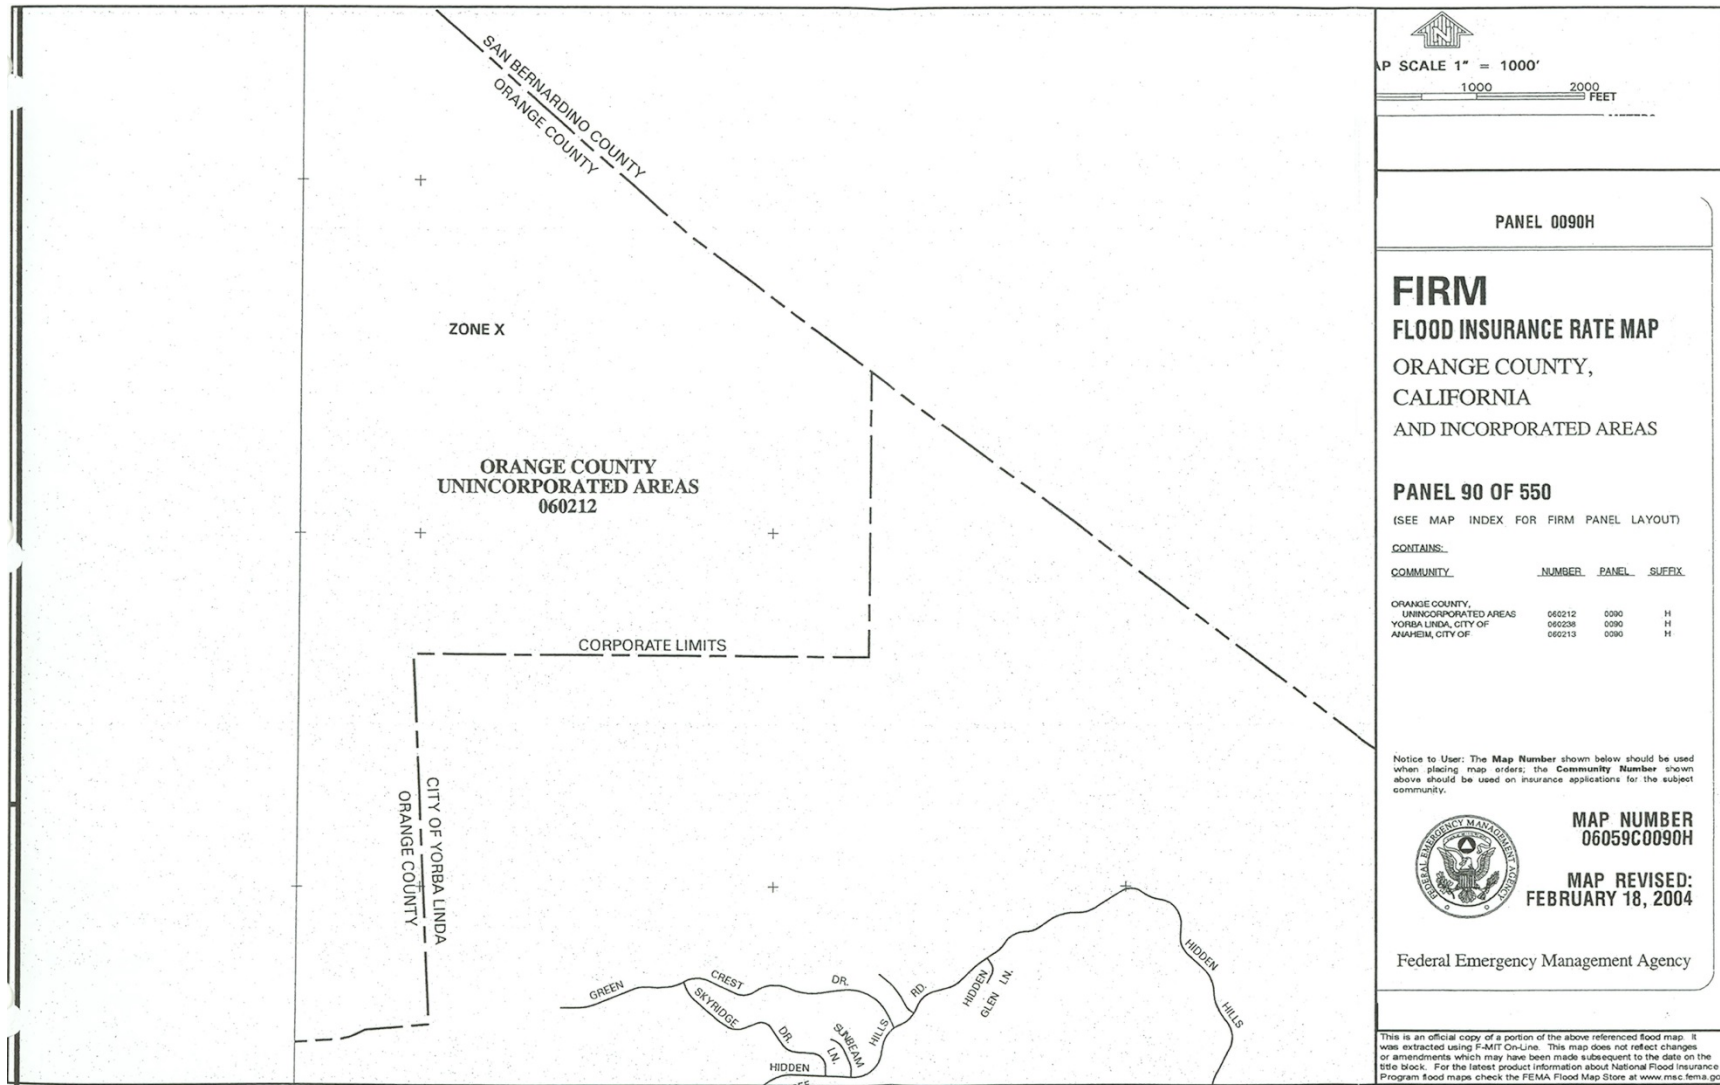 SAN BERNARDINO COUNTY
ORANGE COUNTY
ZONE X
ORANGE COUNTY
UNINCORPORATED AREAS
060212
CORPORATE LIMITS
CITY OF YORBA LINDA
ORANGE COUNTY
GREEN CREST DR.
SKYRIDGE DR.
SUNBEAM LN.
HIDDEN HILLS RD.
HIDDEN GLEN LN.
HIDDEN HILLS
N
AP SCALE 1" = 1000'
1000 2000
FEET
PANEL 0090H
FIRM
FLOOD INSURANCE RATE MAP
ORANGE COUNTY,
CALIFORNIA
AND INCORPORATED AREAS
PANEL 90 OF 550
(SEE MAP INDEX FOR FIRM PANEL LAYOUT)
CONTAINS:
COMMUNITY NUMBER PANEL SUFFIX
ORANGE COUNTY,
UNINCORPORATED AREAS 060212 0090 H
YORBA LINDA, CITY OF 060238 0090 H
ANAHEIM, CITY OF 060213 0090 H
Notice to User: The Map Number shown below should be used
when placing map orders; the Community Number shown
above should be used on insurance applications for the subject
community.
FEDERAL EMERGENCY MANAGEMENT AGENCY
MAP NUMBER
06059C0090H
MAP REVISED:
FEBRUARY 18, 2004
Federal Emergency Management Agency
This is an official copy of a portion of the above referenced flood map. It
was extracted using F-MIT On-Line. This map does not reflect changes
or amendments which may have been made subsequent to the date on the
title block. For the latest product information about National Flood Insurance
Program flood maps check the FEMA Flood Map Store at www.msc.fema.go